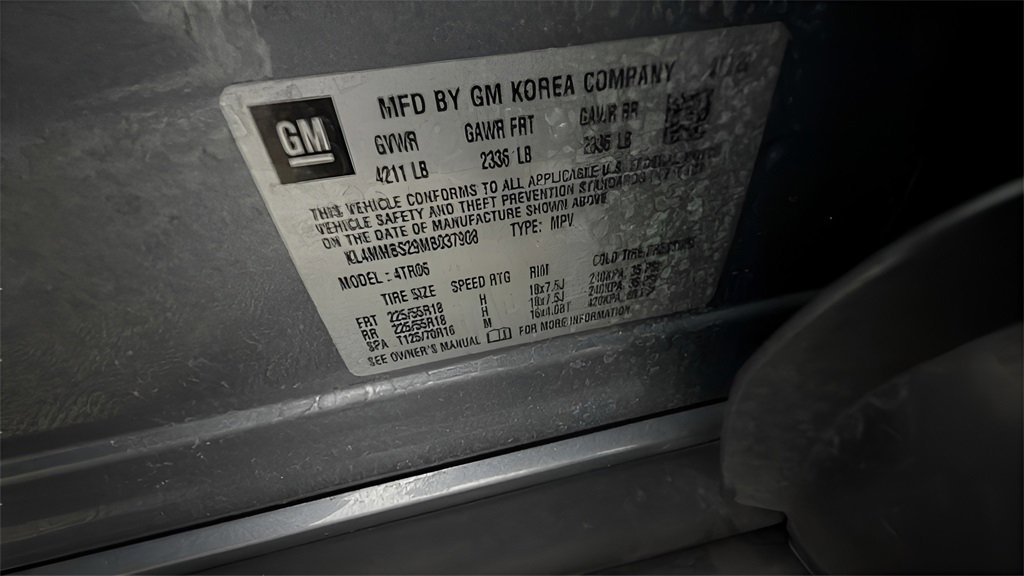 GM
MFD BY GM KOREA COMPANY
GVWR GAWR FRT GAWR RR
4211 LB 2336 LB 2336 LB
THIS VEHICLE CONFORMS TO ALL APPLICABLE U.S. FEDERAL MOTOR
VEHICLE SAFETY AND THEFT PREVENTION STANDARDS IN EFFECT
ON THE DATE OF MANUFACTURE SHOWN ABOVE
TYPE: MPV
MODEL: 4TR06
TIRE SIZE SPEED RTG RIM COLD TIRE PRESSURE
FRT 225/55R18 H 18x7.5J 240KPA,
RR 225/55R18 H 18x7.5J 240KPA,
SPA T125/70R16 M 420KPA,
SEE OWNER'S MANUAL FOR MORE INFORMATION